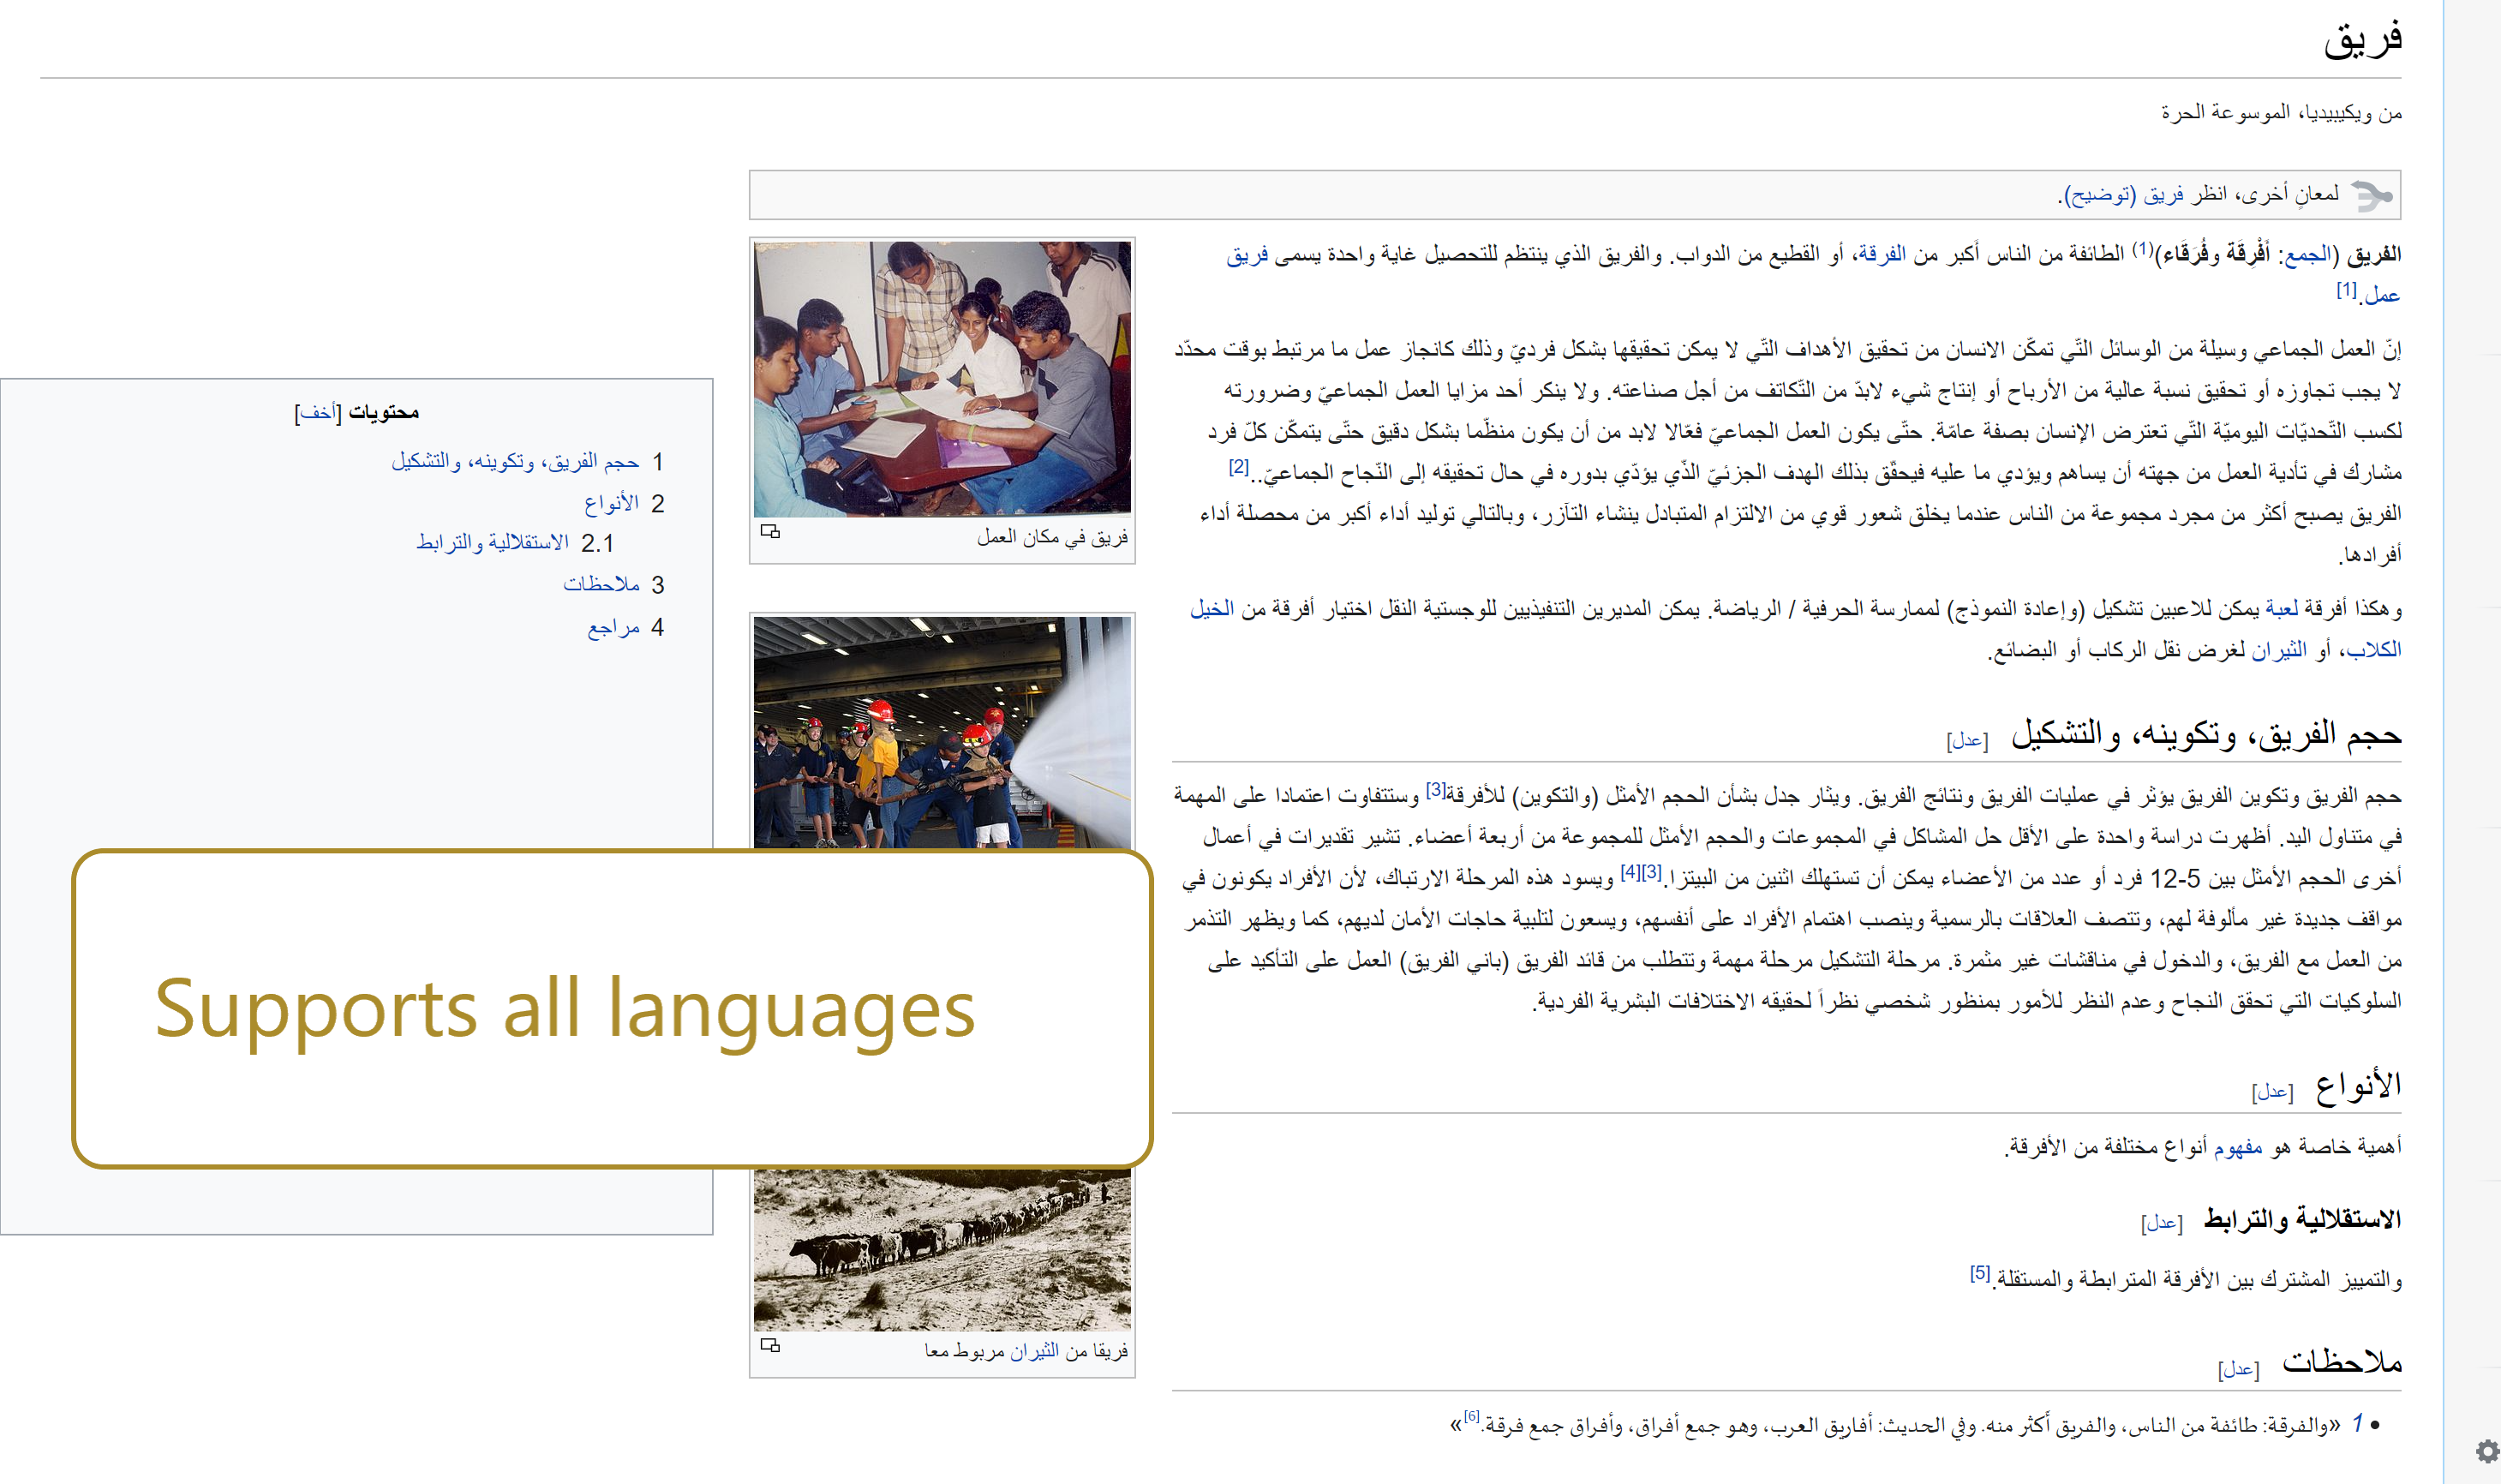 فريق
من ويكيبيديا، الموسوعة الحرة
لمعانٍ أخرى، انظر فريق (توضيح).
الفريق (الجمع: أَفْرِقَة وفُرَقَاء)(1) الطائفة من الناس أكبر من الفرقة، أو القطيع من الدواب. والفريق الذي ينتظم للتحصيل غاية واحدة يسمى فريق
عمل.[1]
إنّ العمل الجماعي وسيلة من الوسائل التّي تمكّن الانسان من تحقيق الأهداف التّي لا يمكن تحقيقها بشكل فرديّ وذلك كانجاز عمل ما مرتبط بوقت محدّد
لا يجب تجاوزه أو تحقيق نسبة عالية من الأرباح أو إنتاج شيء لابدّ من التّكاتف من أجل صناعته. ولا ينكر أحد مزايا العمل الجماعيّ وضرورته
لكسب التّحديّات اليوميّة التّي تعترض الإنسان بصفة عامّة. حتّى يكون العمل الجماعيّ فعّالا لابد من أن يكون منظّما بشكل دقيق حتّى يتمكّن كلّ فرد
مشارك في تأدية العمل من جهته أن يساهم ويؤدي ما عليه فيحقّق بذلك الهدف الجزئيّ الذّي يؤدّي بدوره في حال تحقيقه إلى النّجاح الجماعيّ..[2]
الفريق يصبح أكثر من مجرد مجموعة من الناس عندما يخلق شعور قوي من الالتزام المتبادل ينشاء التآزر، وبالتالي توليد أداء أكبر من محصلة أداء
أفرادها.
وهكذا أفرقة لعبة يمكن للاعبين تشكيل (وإعادة النموذج) لممارسة الحرفية / الرياضة. يمكن المديرين التنفيذيين للوجستية النقل اختيار أفرقة من الخيل
الكلاب، أو الثيران لغرض نقل الركاب أو البضائع.
حجم الفريق، وتكوينه، والتشكيل [عدل]
حجم الفريق وتكوين الفريق يؤثر في عمليات الفريق ونتائج الفريق. ويثار جدل بشأن الحجم الأمثل (والتكوين) للأفرقة[3] وستتفاوت اعتمادا على المهمة
في متناول اليد. أظهرت دراسة واحدة على الأقل حل المشاكل في المجموعات والحجم الأمثل للمجموعة من أربعة أعضاء. تشير تقديرات في أعمال
أخرى الحجم الأمثل بين 5-12 فرد أو عدد من الأعضاء يمكن أن تستهلك اثنين من البيتزا.[3][4] ويسود هذه المرحلة الارتباك، لأن الأفراد يكونون في
مواقف جديدة غير مألوفة لهم، وتتصف العلاقات بالرسمية وينصب اهتمام الأفراد على أنفسهم، ويسعون لتلبية حاجات الأمان لديهم، كما ويظهر التذمر
من العمل مع الفريق، والدخول في مناقشات غير مثمرة. مرحلة التشكيل مرحلة مهمة وتتطلب من قائد الفريق (باني الفريق) العمل على التأكيد على
السلوكيات التي تحقق النجاح وعدم النظر للأمور بمنظور شخصي نظراً لحقيقه الاختلافات البشرية الفردية.
الأنواع [عدل]
أهمية خاصة هو مفهوم أنواع مختلفة من الأفرقة.
الاستقلالية والترابط [عدل]
والتمييز المشترك بين الأفرقة المترابطة والمستقلة.[5]
ملاحظات [عدل]
• 1 «والفرقة: طائفة من الناس، والفريق أكثر منه. وفي الحديث: أفاريق العرب، وهو جمع أفراق، وأفراق جمع فرقة.[6]»
فريق في مكان العمل
فريقا من الثيران مربوط معا
محتويات [أخف]
1 حجم الفريق، وتكوينه، والتشكيل
2 الأنواع
2.1 الاستقلالية والترابط
3 ملاحظات
4 مراجع
Supports all languages